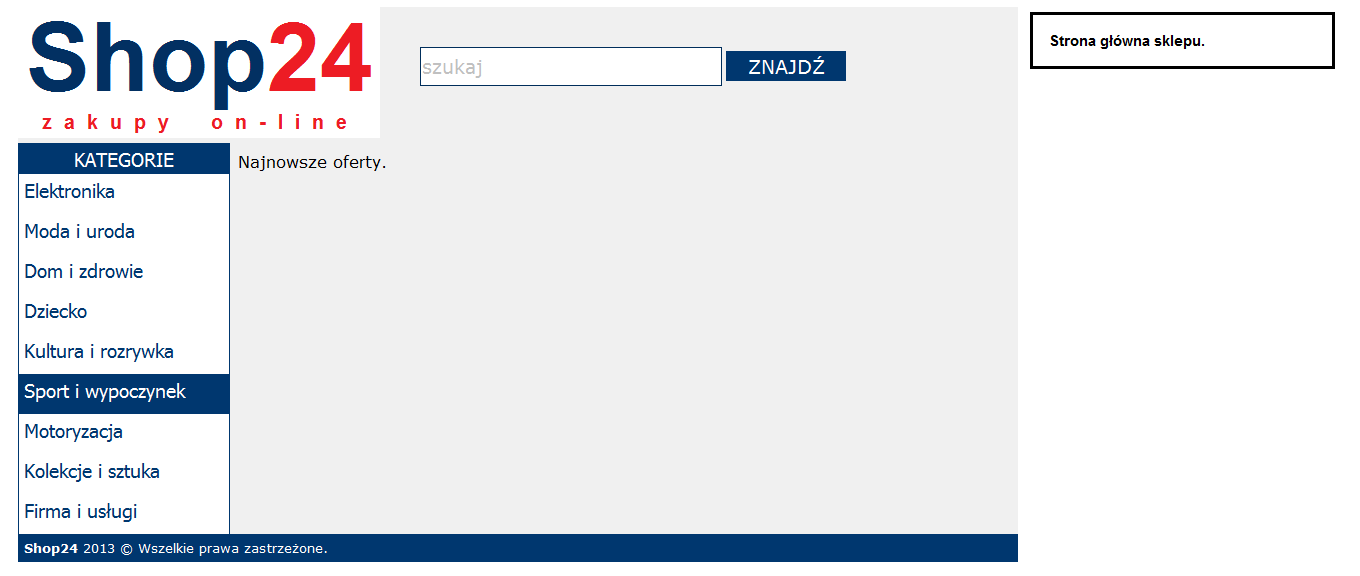 Shop24
zakupy on-line
szukaj
ZNAJDŹ
Strona główna sklepu.
KATEGORIE
Elektronika
Moda i uroda
Dom i zdrowie
Dziecko
Kultura i rozrywka
Sport i wypoczynek
Motoryzacja
Kolekcje i sztuka
Firma i usługi
Najnowsze oferty.
Shop24 2013 © Wszelkie prawa zastrzeżone.